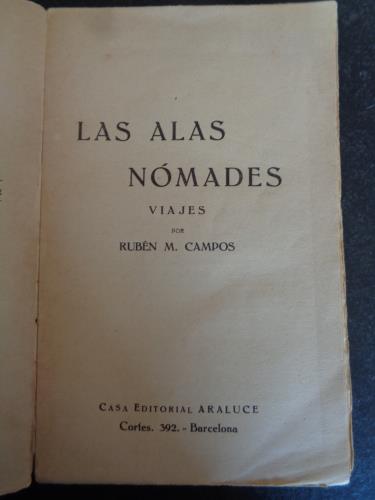 LAS ALAS
NÓMADES
VIAJES
POR
RUBÉN M. CAMPOS
CASA EDITORIAL ARALUCE
Cortes. 392. - Barcelona